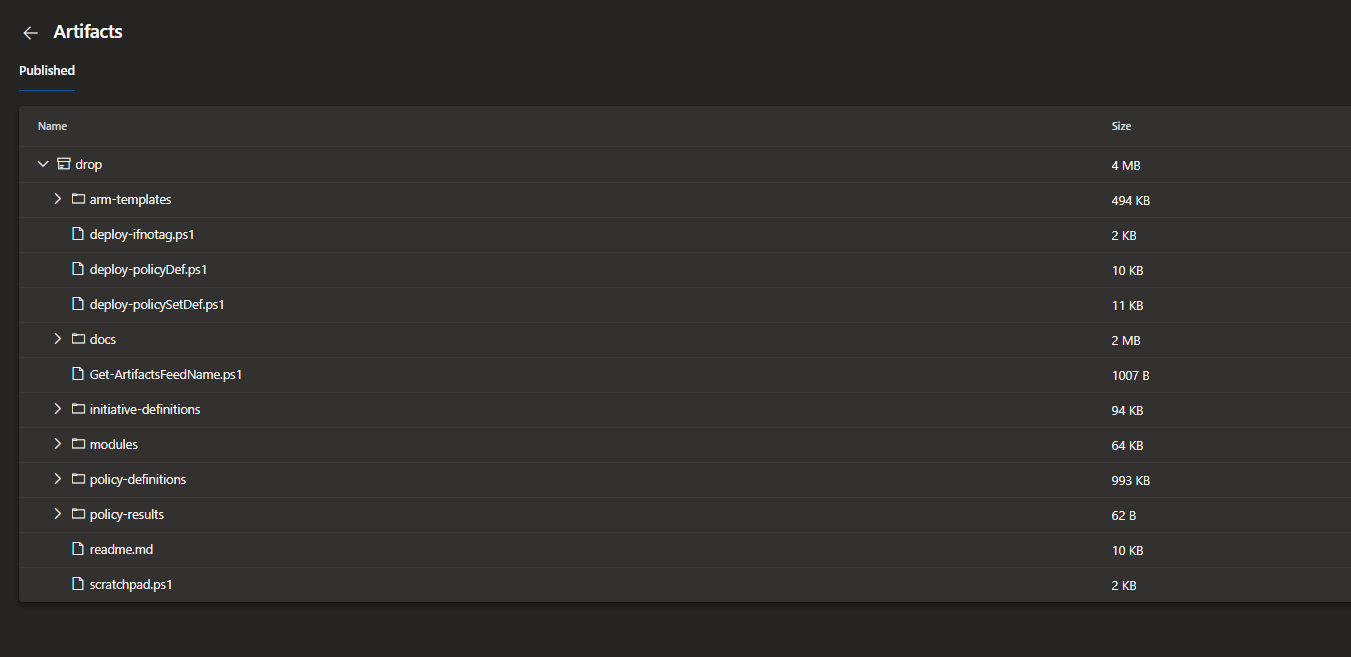 Artifacts
Published
Name Size
drop 4 MB
arm-templates 494 KB
deploy-ifnotag.ps1 2 KB
deploy-policyDef.ps1 10 KB
deploy-policySetDef.ps1 11 KB
docs 2 MB
Get-ArtifactsFeedName.ps1 1007 B
initiative-definitions 94 KB
modules 64 KB
policy-definitions 993 KB
policy-results 62 B
readme.md 10 KB
scratchpad.ps1 2 KB